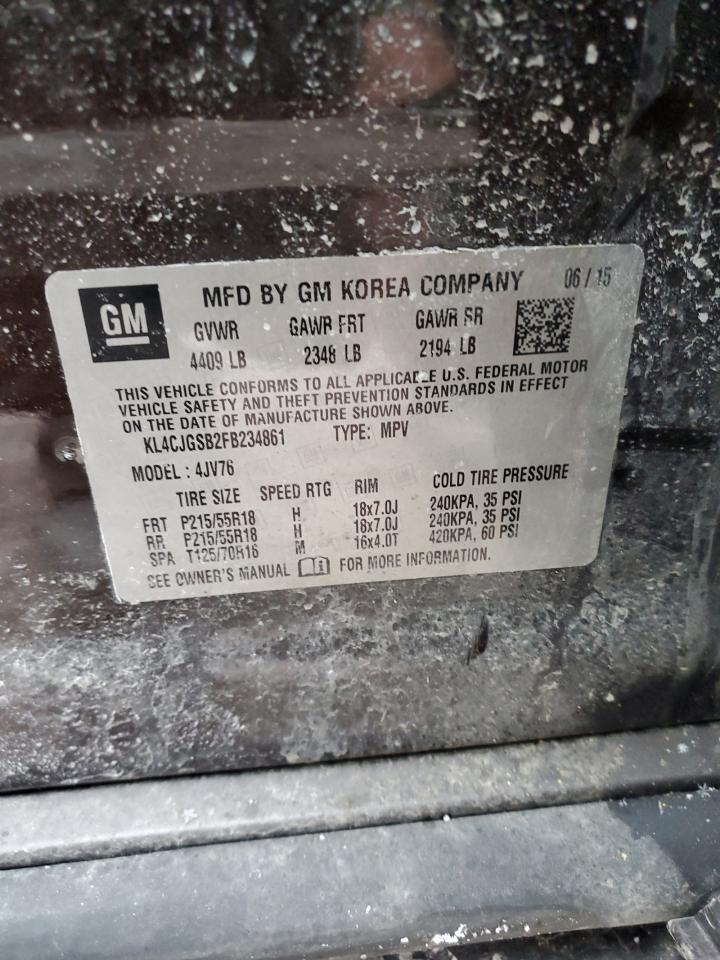 MFD BY GM KOREA COMPANY 06 / 15
GM
GVWR GAWR FRT GAWR RR
4409 LB 2348 LB 2194 LB
THIS VEHICLE CONFORMS TO ALL APPLICABLE U.S. FEDERAL MOTOR
VEHICLE SAFETY AND THEFT PREVENTION STANDARDS IN EFFECT
ON THE DATE OF MANUFACTURE SHOWN ABOVE.
KL4CJGSB2FB234861 TYPE: MPV
MODEL : 4JV76
TIRE SIZE SPEED RTG RIM COLD TIRE PRESSURE
FRT P215/55R18 H 18x7.0J 240KPA, 35 PSI
RR P215/55R18 H 18x7.0J 240KPA, 35 PSI
SPA T125/70R16 M 16x4.0T 420KPA, 60 PSI
SEE OWNER'S MANUAL FOR MORE INFORMATION.